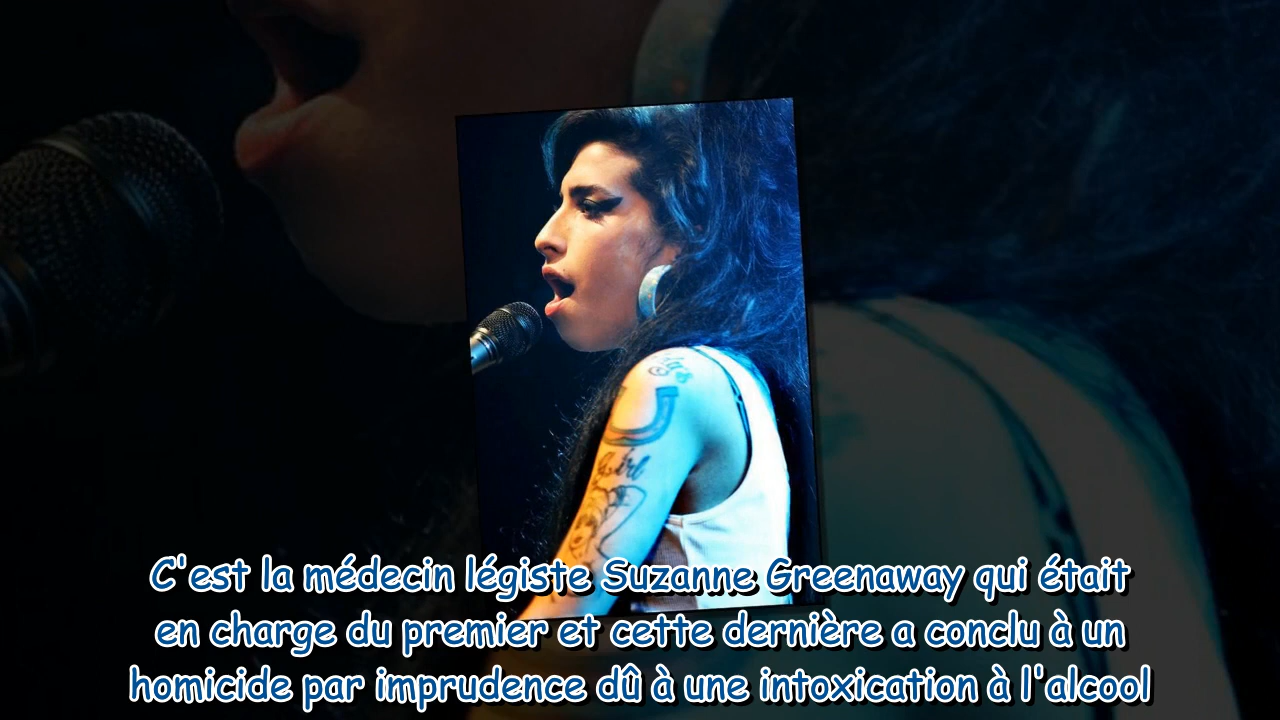 C'est la médecin légiste Suzanne Greenaway qui était
en charge du premier et cette dernière a conclu à un
homicide par imprudence dû à une intoxication à l'alcool
Girl